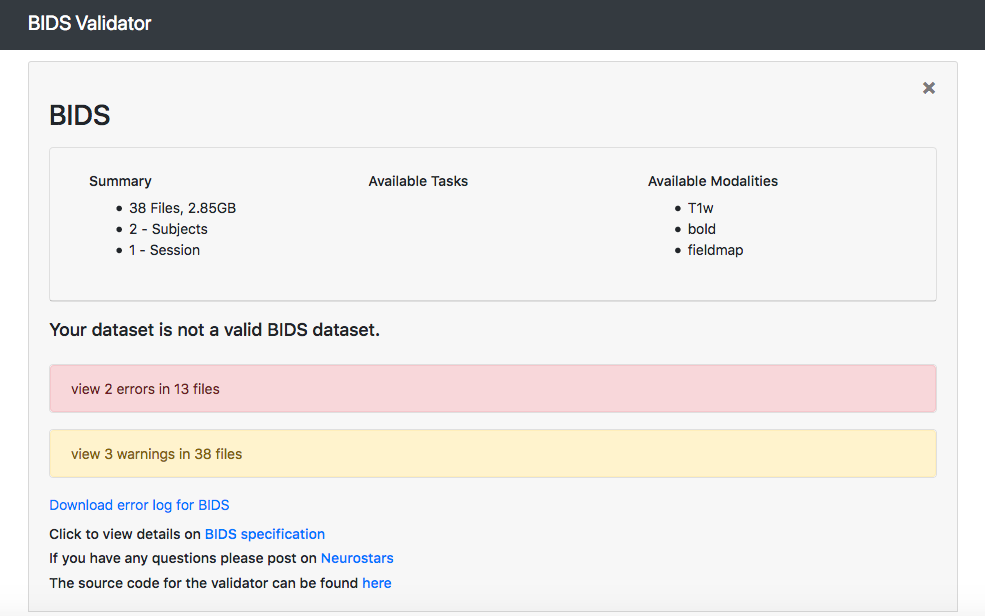 BIDS Validator
BIDS
Summary
• 38 Files, 2.85GB
• 2 - Subjects
• 1 - Session
Available Tasks
Available Modalities
• T1w
• bold
• fieldmap
Your dataset is not a valid BIDS dataset.
view 2 errors in 13 files
view 3 warnings in 38 files
Download error log for BIDS
Click to view details on BIDS specification
If you have any questions please post on Neurostars
The source code for the validator can be found here